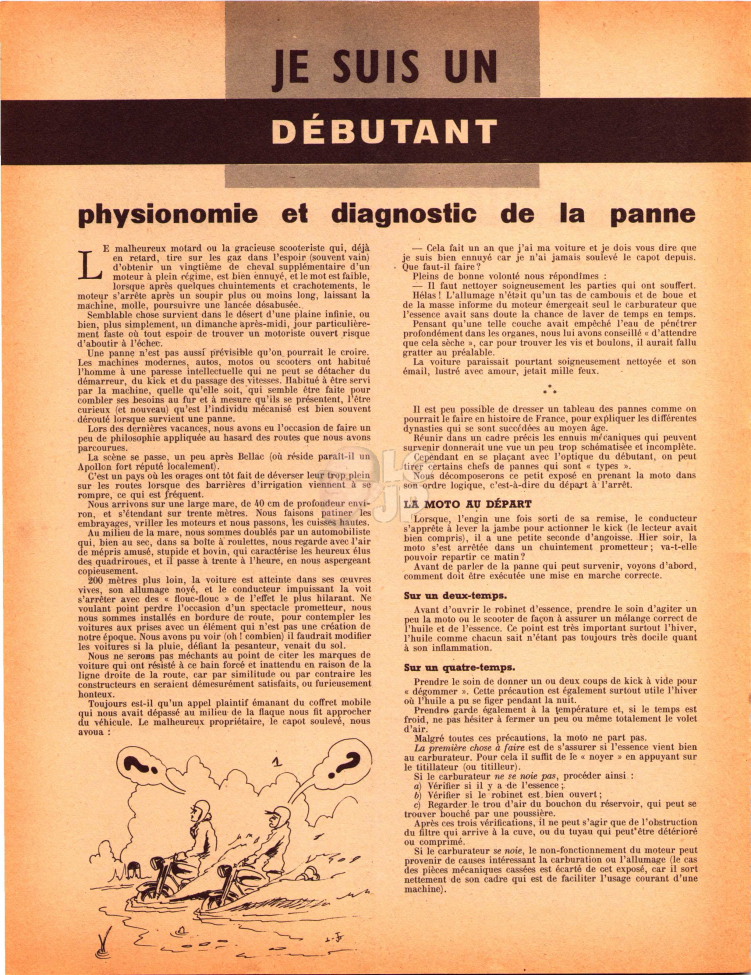 JE SUIS UN
DÉBUTANT
physionomie et diagnostic de la panne
LE malheureux motard ou la gracieuse scooteriste qui, déjà
en retard, tire sur les gaz dans l'espoir (souvent vain)
d'obtenir un vingtième de cheval supplémentaire d'un
moteur à plein régime, est bien ennuyé, et le mot est faible,
lorsque après quelques chuintements et crachotements, le
moteur s'arrête après un soupir plus ou moins long, laissant la
machine, molle, poursuivre une lancée désabusée.
Semblable chose survient dans le désert d'une plaine infinie, ou
bien, plus simplement, un dimanche après-midi, jour particulière-
ment faste où tout espoir de trouver un motoriste ouvert risque
d'aboutir à l'échec.
Une panne n'est pas aussi prévisible qu'on pourrait le croire.
Les machines modernes, autos, motos ou scooters ont habitué
l'homme à une paresse intellectuelle qui ne peut se détacher du
démarreur, du kick et du passage des vitesses. Habitué à être servi
par la machine, quelle qu'elle soit, qui semble être faite pour
combler ses besoins au fur et à mesure qu'ils se présentent, l'être
curieux (et nouveau) qu'est l'individu mécanisé est bien souvent
dérouté lorsque survient une panne.
Lors des dernières vacances, nous avons eu l'occasion de faire un
peu de philosophie appliquée au hasard des routes que nous avons
parcourues.
La scène se passe, un peu après Bellac (où réside paraît-il un
Apollon fort réputé localement).
C'est un pays où les orages ont tôt fait de déverser leur trop plein
sur les routes lorsque des barrières d'irrigation viennent à se
rompre, ce qui est fréquent.
Nous arrivons sur une large mare, de 40 cm de profondeur envi-
ron, et s'étendant sur trente mètres. Nous faisons patiner les
embrayages, vriller les moteurs et nous passons, les cuisses hautes.
Au milieu de la mare, nous sommes doublés par un automobiliste
qui, bien au sec, dans sa boîte à roulettes, nous regarde avec l'air
de mépris amusé, stupide et bovin, qui caractérise les heureux élus
des quadriroues, et il passe à trente à l'heure, en nous aspergeant
copieusement.
200 mètres plus loin, la voiture est atteinte dans ses œuvres
vives, son allumage noyé, et le conducteur impuissant la voit
s'arrêter avec des « flouc-flouc » de l'effet le plus hilarant. Ne
voulant point perdre l'occasion d'un spectacle prometteur, nous
nous sommes installés en bordure de route, pour contempler les
voitures aux prises avec un élément qui n'est pas une création de
notre époque. Nous avons pu voir (oh ! combien) il faudrait modifier
les voitures si la pluie, défiant la pesanteur, venait du sol.
Nous ne serons pas méchants au point de citer les marques de
voiture qui ont résisté à ce bain forcé et inattendu en raison de la
ligne droite de la route, car par similitude ou par contraire les
constructeurs en seraient démesurément satisfaits, ou furieusement
honteux.
Toujours est-il qu'un appel plaintif émanant du coffret mobile
qui nous avait dépassé au milieu de la flaque nous fit approcher
du véhicule. Le malheureux propriétaire, le capot soulevé, nous
avoua :
?.
1
?
— Cela fait un an que j'ai ma voiture et je dois vous dire que
je suis bien ennuyé car je n'ai jamais soulevé le capot depuis.
Que faut-il faire ?
Pleins de bonne volonté nous répondîmes :
— Il faut nettoyer soigneusement les parties qui ont souffert.
Hélas ! L'allumage n'était qu'un tas de cambouis et de boue et
de la masse informe du moteur émergeait seul le carburateur que
l'essence avait sans doute la chance de laver de temps en temps.
Pensant qu'une telle couche avait empêché l'eau de pénétrer
profondément dans les organes, nous lui avons conseillé « d'attendre
que cela sèche », car pour trouver les vis et boulons, il aurait fallu
gratter au préalable.
La voiture paraissait pourtant soigneusement nettoyée et son
émail, lustré avec amour, jetait mille feux.
Il est peu possible de dresser un tableau des pannes comme on
pourrait le faire en histoire de France, pour expliquer les différentes
dynasties qui se sont succédées au moyen âge.
Réunir dans un cadre précis les ennuis mécaniques qui peuvent
survenir donnerait une vue un peu trop schématisée et incomplète.
Cependant en se plaçant avec l'optique du débutant, on peut
tirer certains chefs de pannes qui sont « types ».
Nous décomposerons ce petit exposé en prenant la moto dans
son ordre logique, c'est-à-dire du départ à l'arrêt.
LA MOTO AU DÉPART
Lorsque, l'engin une fois sorti de sa remise, le conducteur
s'apprête à lever la jambe pour actionner le kick (le lecteur avait
bien compris), il a une petite seconde d'angoisse. Hier soir, la
moto s'est arrêtée dans un chuintement prometteur ; va-t-elle
pouvoir repartir ce matin ?
Avant de parler de la panne qui peut survenir, voyons d'abord,
comment doit être exécutée une mise en marche correcte.
Sur un deux-temps.
Avant d'ouvrir le robinet d'essence, prendre le soin d'agiter un
peu la moto ou le scooter de façon à assurer un mélange correct de
l'huile et de l'essence. Ce point est très important surtout l'hiver,
l'huile comme chacun sait n'étant pas toujours très docile quant
à son inflammation.
Sur un quatre-temps.
Prendre le soin de donner un ou deux coups de kick à vide pour
« dégommer ». Cette précaution est également surtout utile l'hiver
où l'huile a pu se figer pendant la nuit.
Prendre garde également à la température et, si le temps est
froid, ne pas hésiter à fermer un peu ou même totalement le volet
d'air.
Malgré toutes ces précautions, la moto ne part pas.
La première chose à faire est de s'assurer si l'essence vient bien
au carburateur. Pour cela il suffit de le « noyer » en appuyant sur
le titillateur (ou titilleur).
Si le carburateur ne se noie pas, procéder ainsi :
a) Vérifier si il y a de l'essence ;
b) Vérifier si le robinet est bien ouvert ;
c) Regarder le trou d'air du bouchon du réservoir, qui peut se
trouver bouché par une poussière.
Après ces trois vérifications, il ne peut s'agir que de l'obstruction
du filtre qui arrive à la cuve, ou du tuyau qui peut être détérioré
ou comprimé.
Si le carburateur se noie, le non-fonctionnement du moteur peut
provenir de causes intéressant la carburation ou l'allumage (le cas
des pièces mécaniques cassées est écarté de cet exposé, car il sort
nettement de son cadre qui est de faciliter l'usage courant d'une
machine).